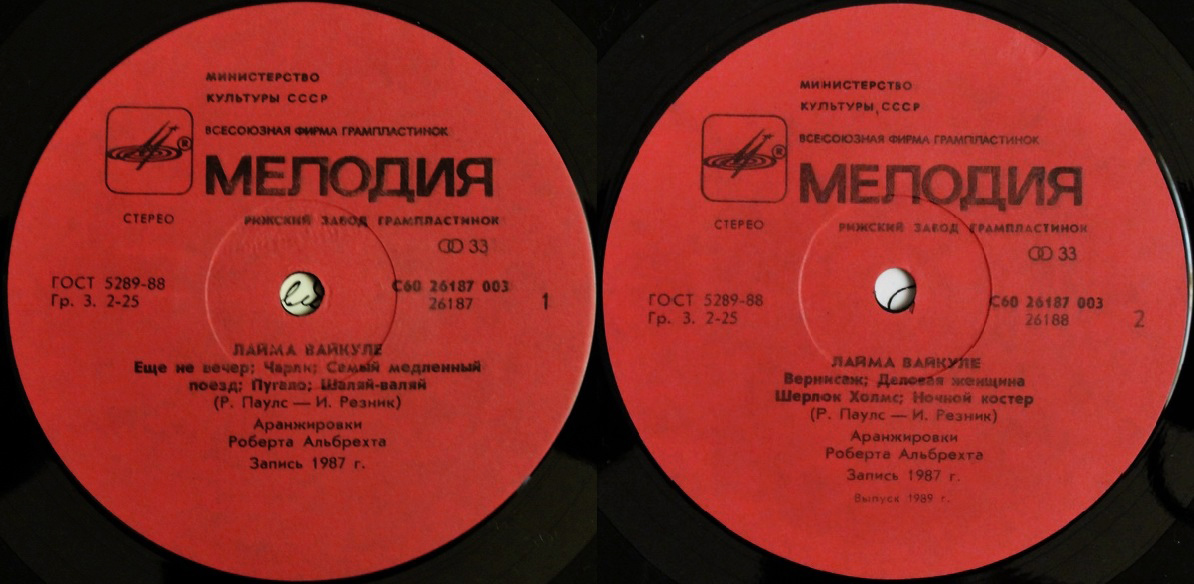 МИНИСТЕРСТВО
КУЛЬТУРЫ СССР
ВСЕСОЮЗНАЯ ФИРМА ГРАМПЛАСТИНОК
®
МЕЛОДИЯ
СТЕРЕО
РИЖСКИЙ ЗАВОД ГРАМПЛАСТИНОК
33
ГОСТ 5289-88
Гр. 3. 2-25
С60 26187 003
26187
1
ЛАЙМА ВАЙКУЛЕ
Еще не вечер; Чарли; Самый медленный
поезд; Пугало; Шаляй-валяй
(Р. Паулс — И. Резник)
Аранжировки
Роберта Альбрехта
Запись 1987 г.
МИНИСТЕРСТВО
КУЛЬТУРЫ СССР
ВСЕСОЮЗНАЯ ФИРМА ГРАМПЛАСТИНОК
®
МЕЛОДИЯ
СТЕРЕО
РИЖСКИЙ ЗАВОД ГРАМПЛАСТИНОК
33
ГОСТ 5289-88
Гр. 3. 2-25
С60 26187 003
26188
2
ЛАЙМА ВАЙКУЛЕ
Вернисаж; Деловая женщина
Шерлок Холмс; Ночной костер
(Р. Паулс — И. Резник)
Аранжировки
Роберта Альбрехта
Запись 1987 г.
Выпуск 1989 г.